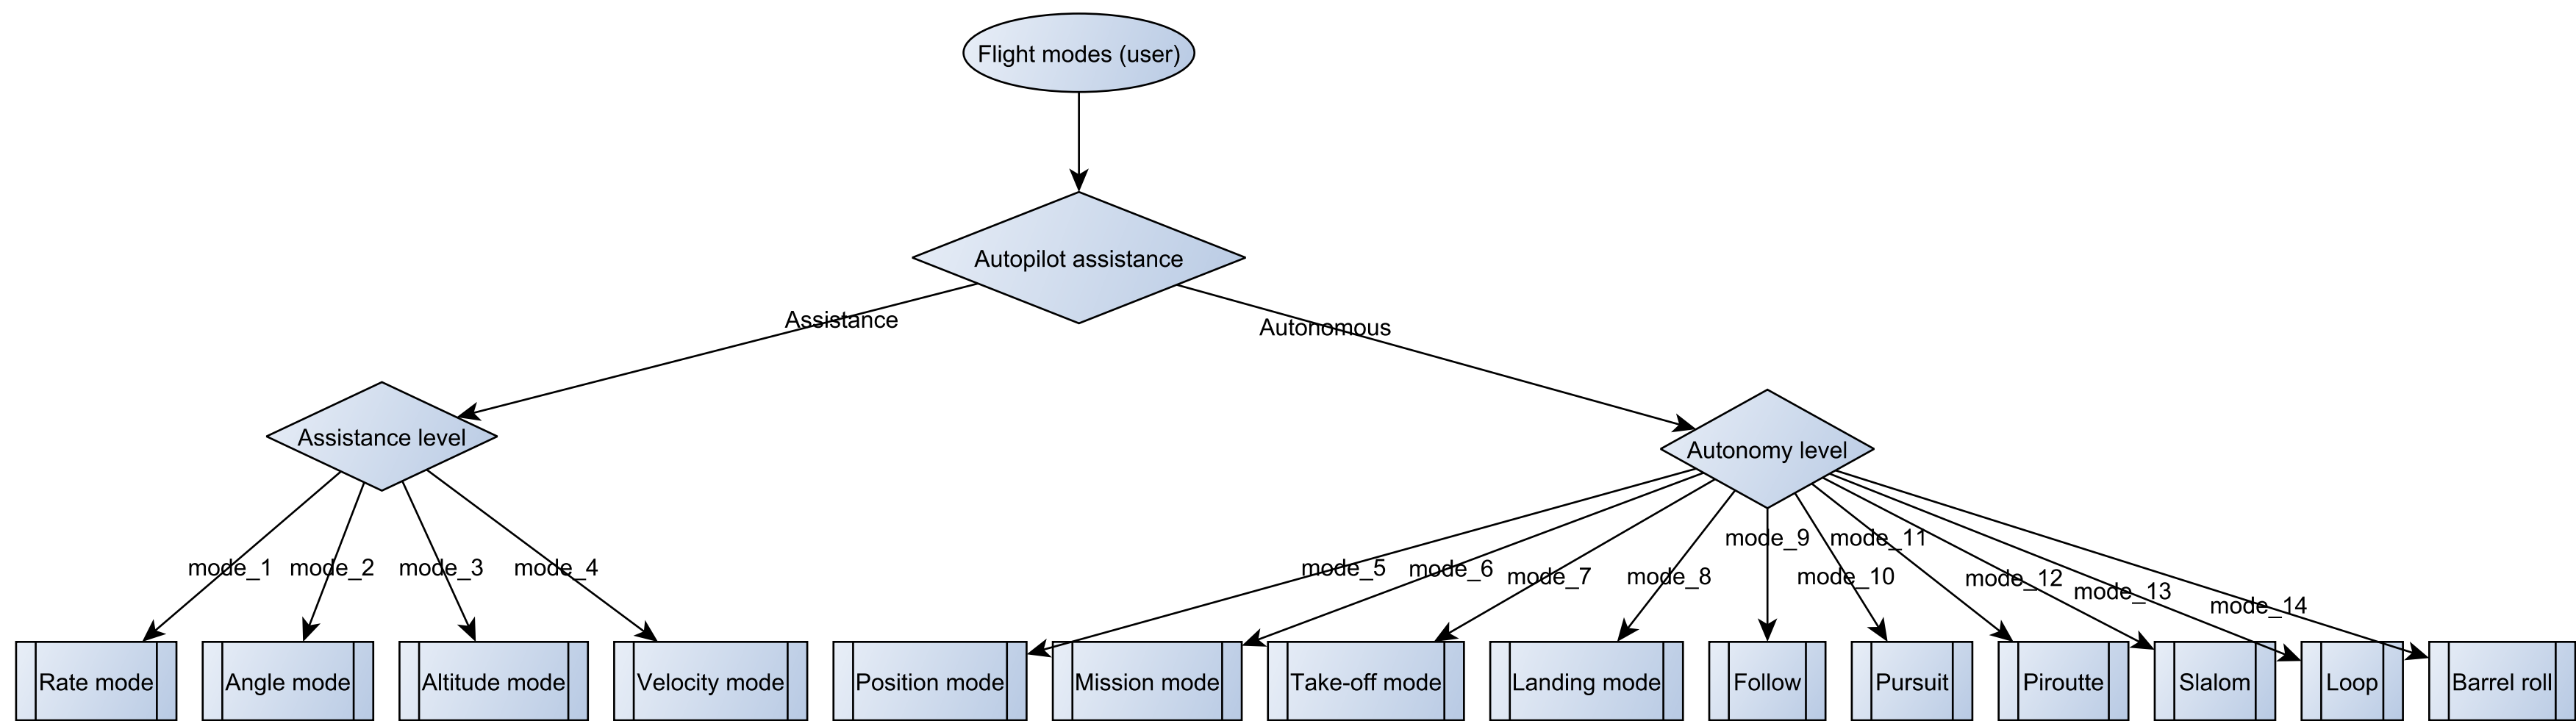 Flight modes (user)
Autopilot assistance
Assistance
Autonomous
Assistance level
Autonomy level
mode_1
mode_2
mode_3
mode_4
mode_5
mode_6
mode_7
mode_8
mode_9
mode_10
mode_11
mode_12
mode_13
mode_14
Rate mode
Angle mode
Altitude mode
Velocity mode
Position mode
Mission mode
Take-off mode
Landing mode
Follow
Pursuit
Piroutte
Slalom
Loop
Barrel roll